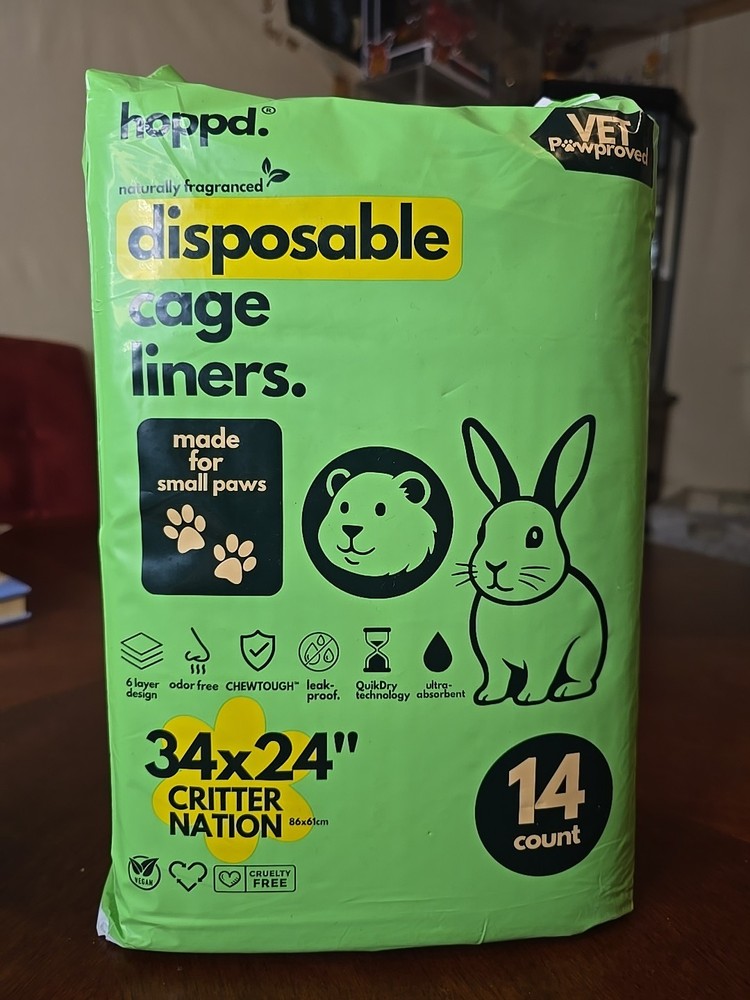 hoppd.®
VET
Pawproved
naturally fragranced
disposable
cage
liners.
made
for
small paws
6 layer
design
odor free
CHEWTOUGH™
leak-
proof.
QuikDry
technology
ultra-
absorbent
34x24"
CRITTER
NATION 86x61cm
14
count
VEGAN
CRUELTY
FREE